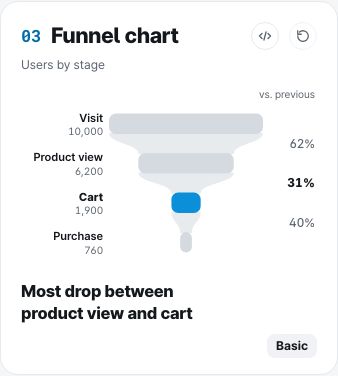 03 Funnel chart
Users by stage
vs. previous
Visit
10,000
62%
Product view
6,200
31%
Cart
1,900
40%
Purchase
760
Most drop between
product view and cart
Basic